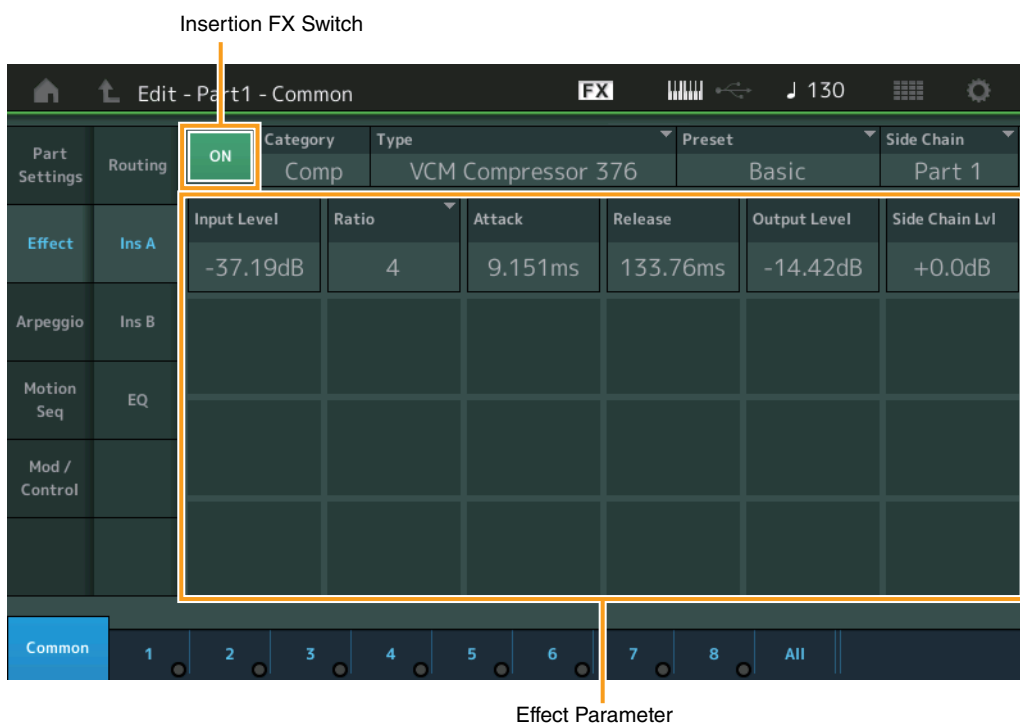 Insertion FX Switch
Edit - Part1 - Common
FX
130
Part
Settings
Routing
ON
Category
Comp
Type
VCM Compressor 376
Preset
Basic
Side Chain
Part 1
Effect
Ins A
Input Level
-37.19dB
Ratio
4
Attack
9.151ms
Release
133.76ms
Output Level
-14.42dB
Side Chain Lvl
+0.0dB
Arpeggio
Ins B
Motion
Seq
EQ
Mod /
Control
Common
1
2
3
4
5
6
7
8
All
Effect Parameter